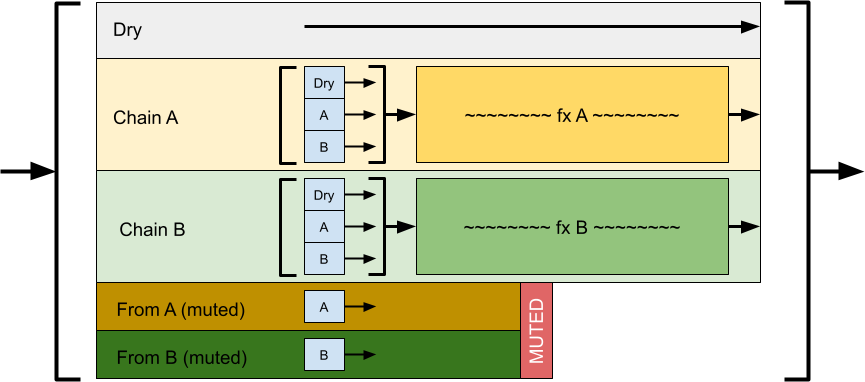 Dry
Chain A
Dry
A
B
~~~~~~~~ fx A ~~~~~~~~
Chain B
Dry
A
B
~~~~~~~~ fx B ~~~~~~~~
From A (muted)
A
From B (muted)
B
MUTED